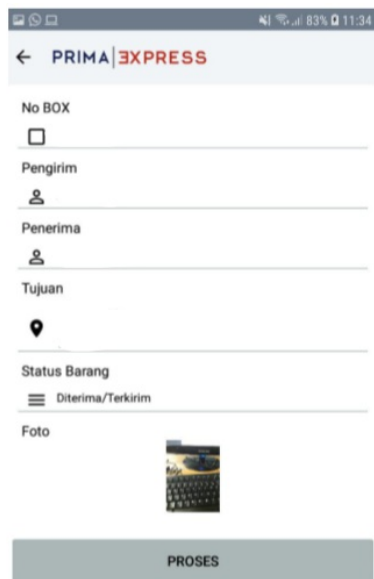 83% 11:34
PRIMA EXPRESS
No BOX
Pengirim
Penerima
Tujuan
Status Barang
Diterima/Terkirim
Foto
PROSES